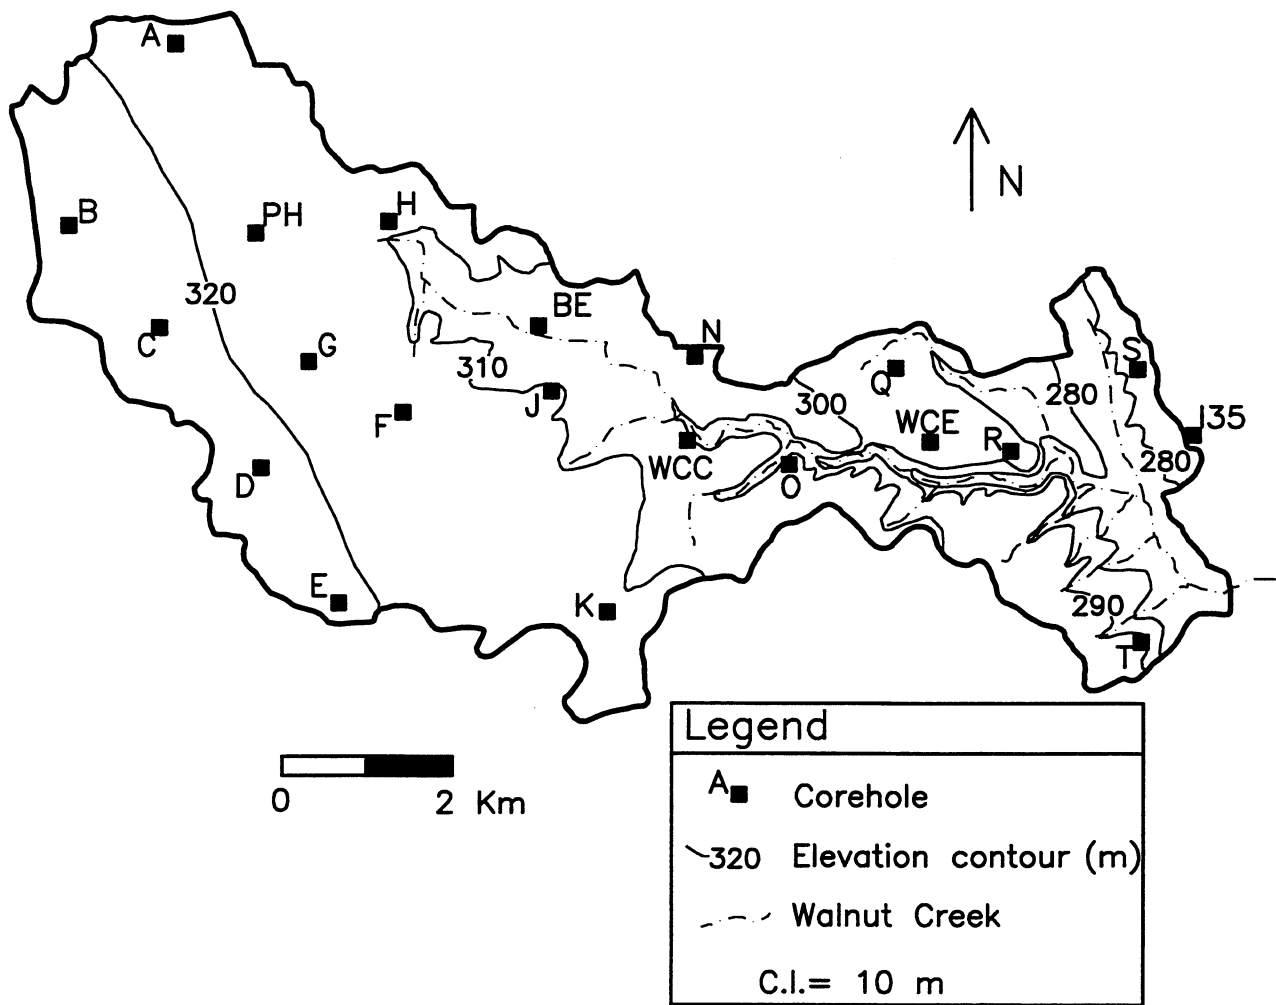 A
N
B
PH
H
320
BE
C
G
N
310
S
Q
J
280
300
F
I35
WCE
R
WCC
280
D
O
E
K
290
T
Legend
A Corehole
320 Elevation contour (m)
Walnut Creek
C.I.= 10 m
0 2 Km